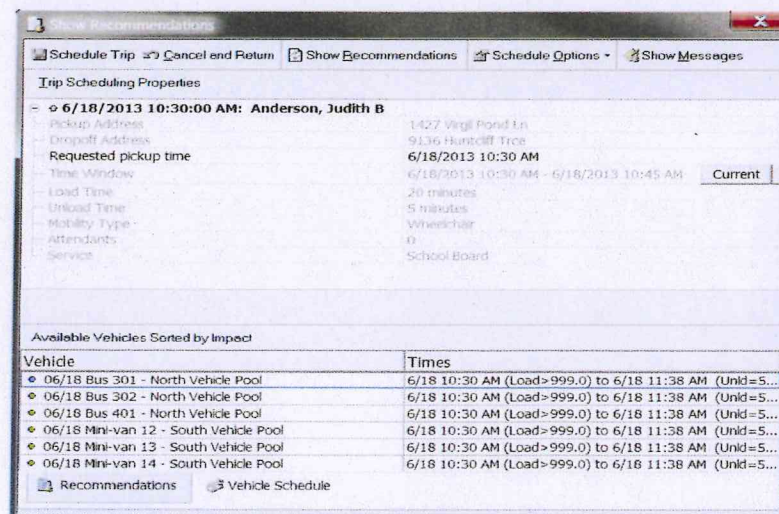 Show Recommendations
Schedule Trip Cancel and Return Show Recommendations Schedule Options Show Messages
Trip Scheduling Properties
6/18/2013 10:30:00 AM: Anderson, Judith B
Pickup Address 1427 Virgil Pond Ln
Dropoff Address 9136 Huntcliff Trce
Requested pickup time 6/18/2013 10:30 AM
Time Window 6/18/2013 10:30 AM - 6/18/2013 10:45 AM Current
Load Time 20 minutes
Unload Time 5 minutes
Mobility Type Wheelchair
Attendants 0
Service School Board
Available Vehicles Sorted by Impact
Vehicle Times
06/18 Bus 301 - North Vehicle Pool 6/18 10:30 AM (Load>999.0) to 6/18 11:38 AM (Unld=5...
06/18 Bus 302 - North Vehicle Pool 6/18 10:30 AM (Load>999.0) to 6/18 11:38 AM (Unld=5...
06/18 Bus 401 - North Vehicle Pool 6/18 10:30 AM (Load>999.0) to 6/18 11:38 AM (Unld=5...
06/18 Mini-van 12 - South Vehicle Pool 6/18 10:30 AM (Load>999.0) to 6/18 11:38 AM (Unld=5...
06/18 Mini-van 13 - South Vehicle Pool 6/18 10:30 AM (Load>999.0) to 6/18 11:38 AM (Unld=5...
06/18 Mini-van 14 - South Vehicle Pool 6/18 10:30 AM (Load>999.0) to 6/18 11:38 AM (Unld=5...
Recommendations Vehicle Schedule